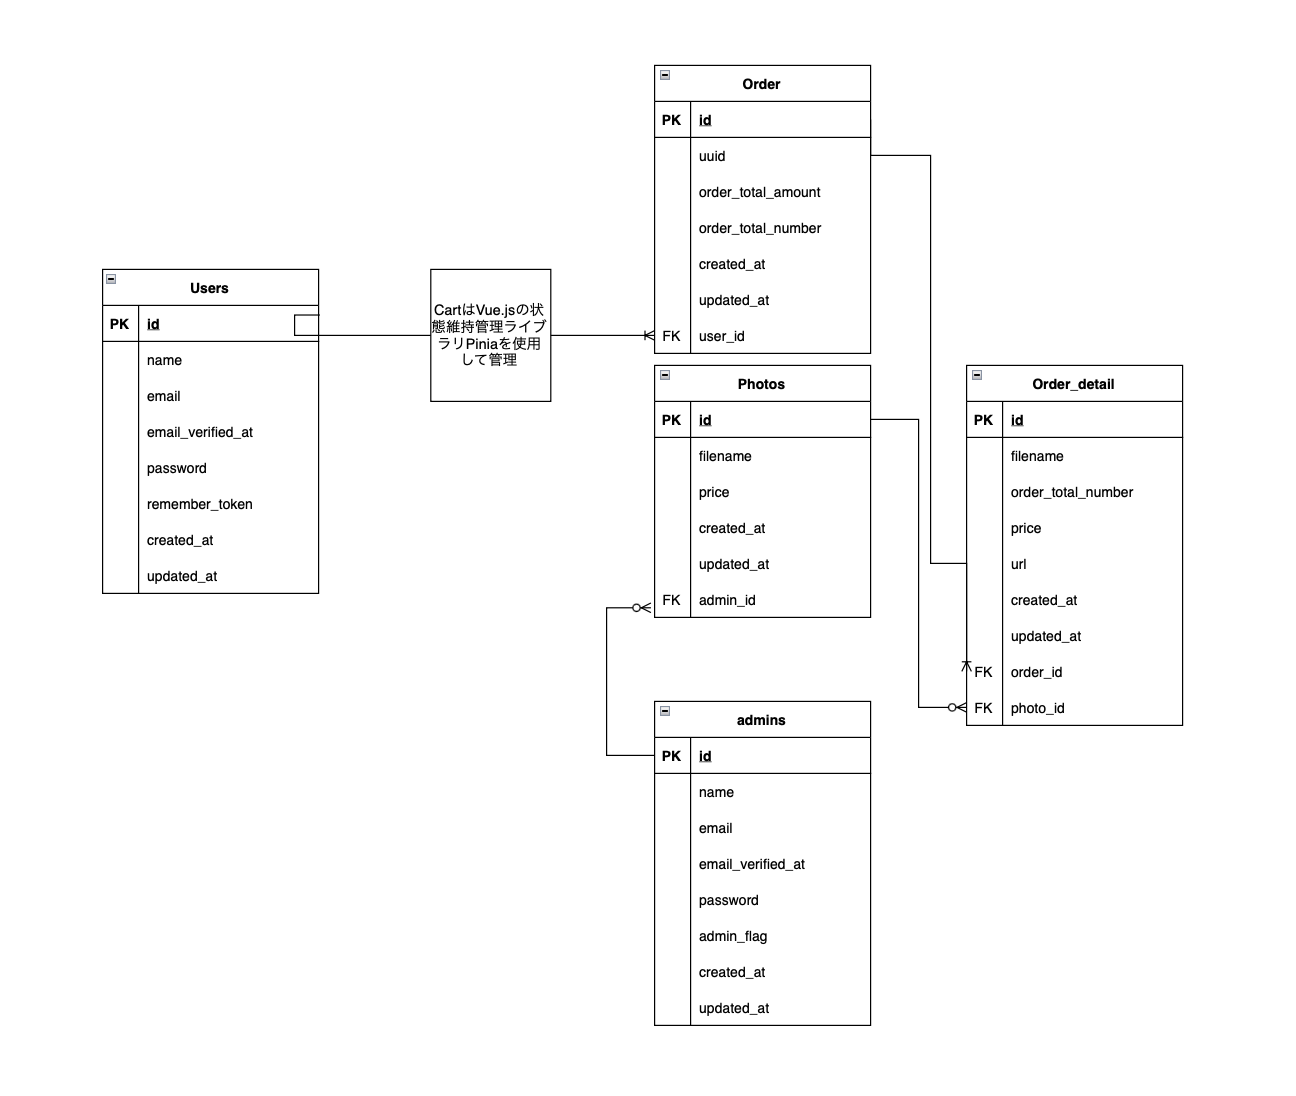 Order
PK id
uuid
order_total_amount
order_total_number
created_at
updated_at
FK user_id
Users
PK id
name
email
email_verified_at
password
remember_token
created_at
updated_at
CartはVue.jsの状
態維持管理ライブ
ラリPiniaを使用
して管理
Photos
PK id
filename
price
created_at
updated_at
FK admin_id
Order_detail
PK id
filename
order_total_number
price
url
created_at
updated_at
FK order_id
FK photo_id
admins
PK id
name
email
email_verified_at
password
admin_flag
created_at
updated_at